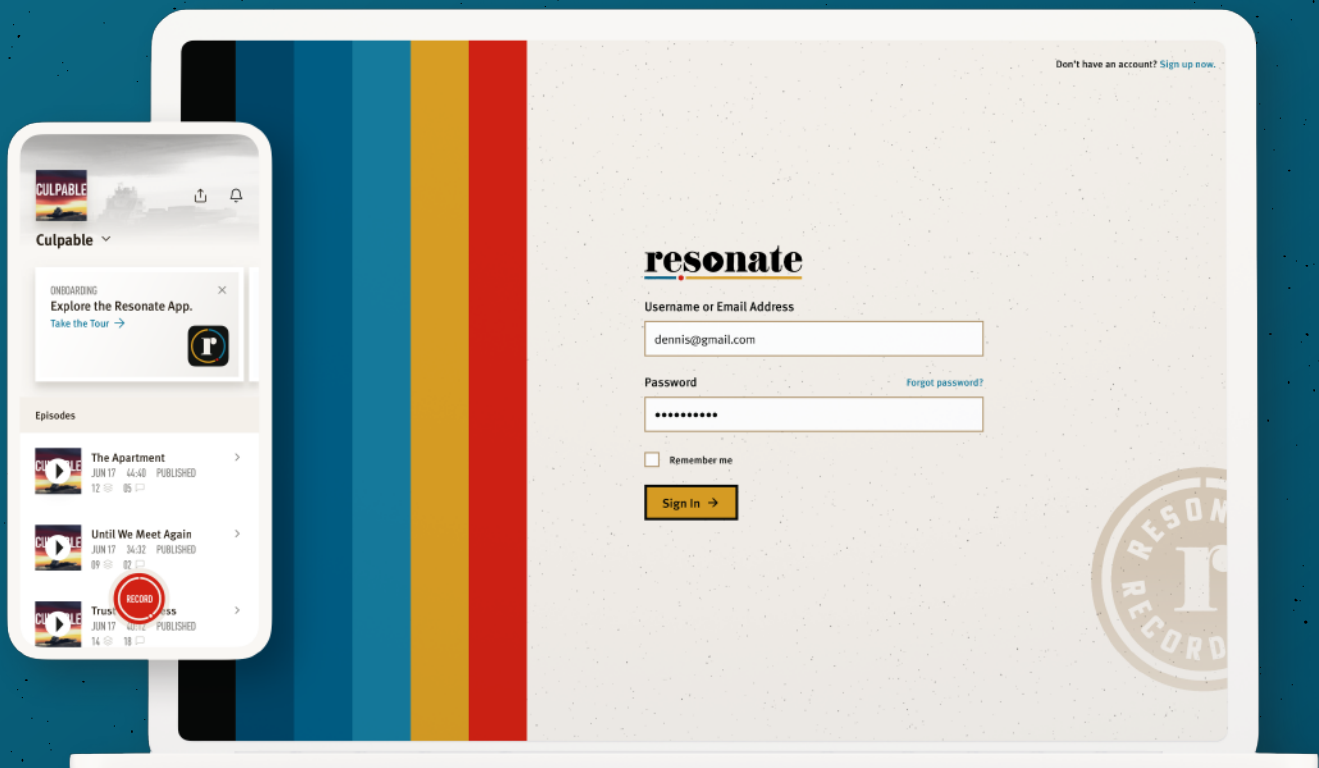 Don't have an account? Sign up now.
CULPABLE
Culpable
ONBOARDING
Explore the Resonate App.
Take the Tour →
r
Episodes
The Apartment
JUN 17 44:40 PUBLISHED
12 05
Until We Meet Again
JUN 17 34:32 PUBLISHED
09 02
RECORD
Trust
JUN 17 PUBLISHED
14 18
resonate
Username or Email Address
dennis@gmail.com
Password Forgot password?
••••••••••
Remember me
Sign In →
RESON
r
RECORD